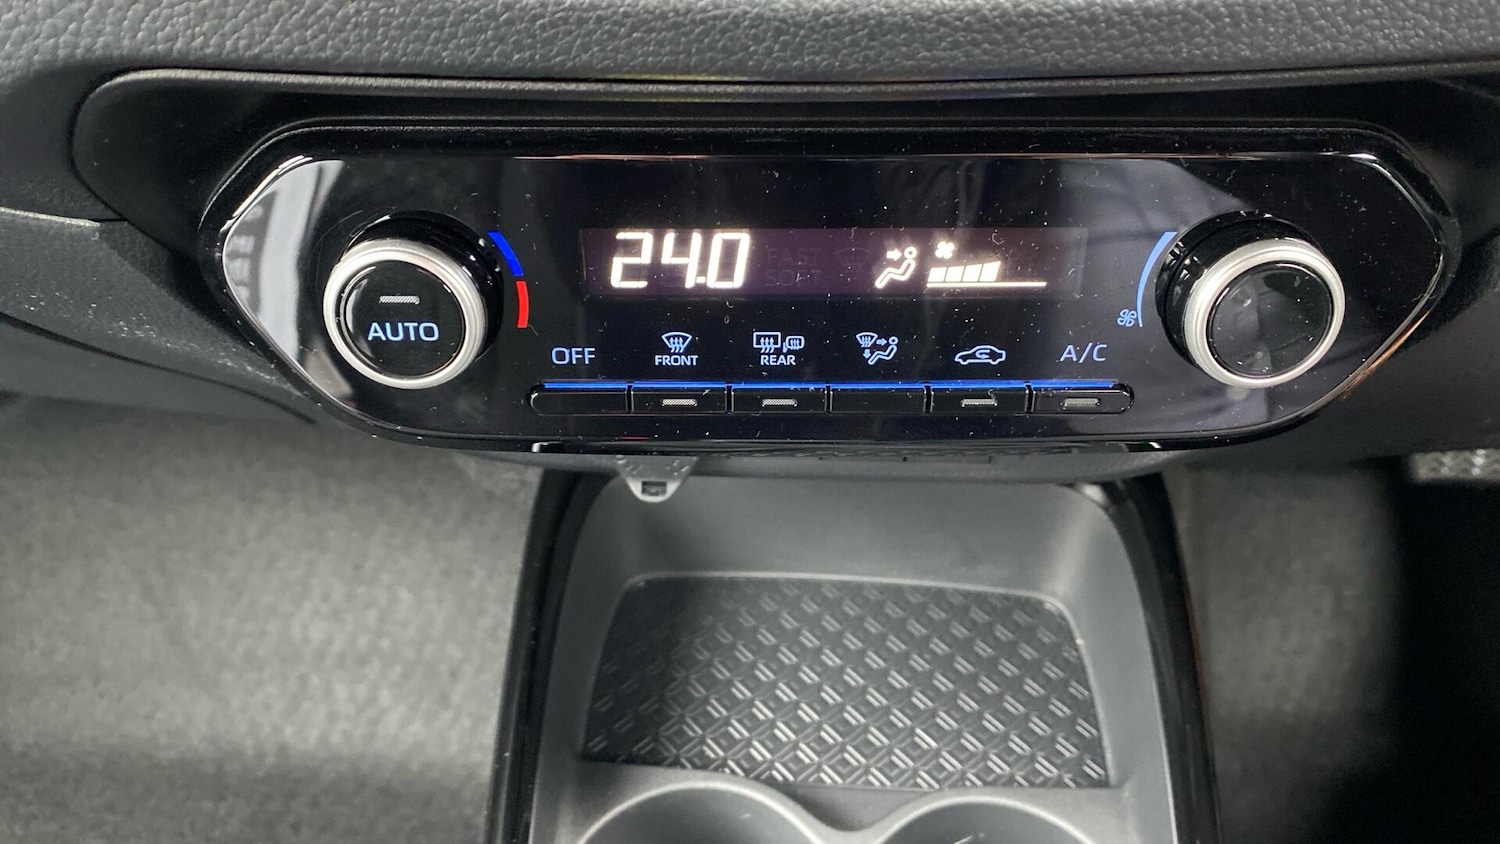 24.0
FAST
SOFT
AUTO
OFF
FRONT
REAR
A/C